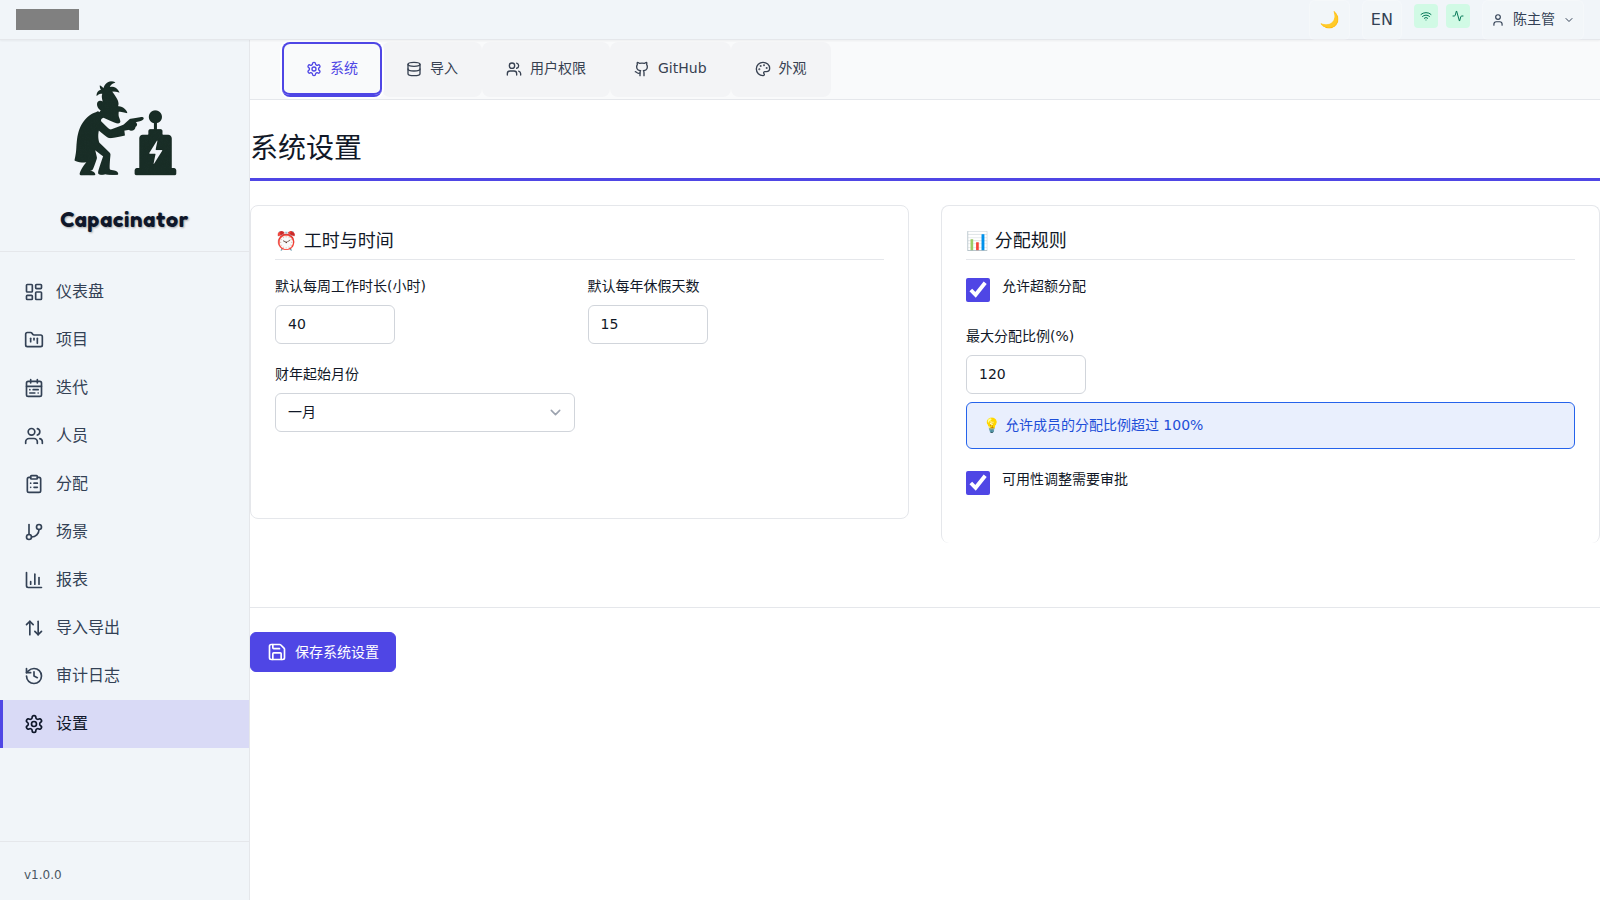 EN
陈主管
系统
导入
用户权限
GitHub
外观
Capacinator
仪表盘
项目
迭代
人员
分配
场景
报表
导入导出
审计日志
设置
v1.0.0
系统设置
⏰ 工时与时间
默认每周工作时长(小时)
默认每年休假天数
40
15
财年起始月份
一月
📊 分配规则
允许超额分配
最大分配比例(%)
120
💡 允许成员的分配比例超过 100%
可用性调整需要审批
保存系统设置